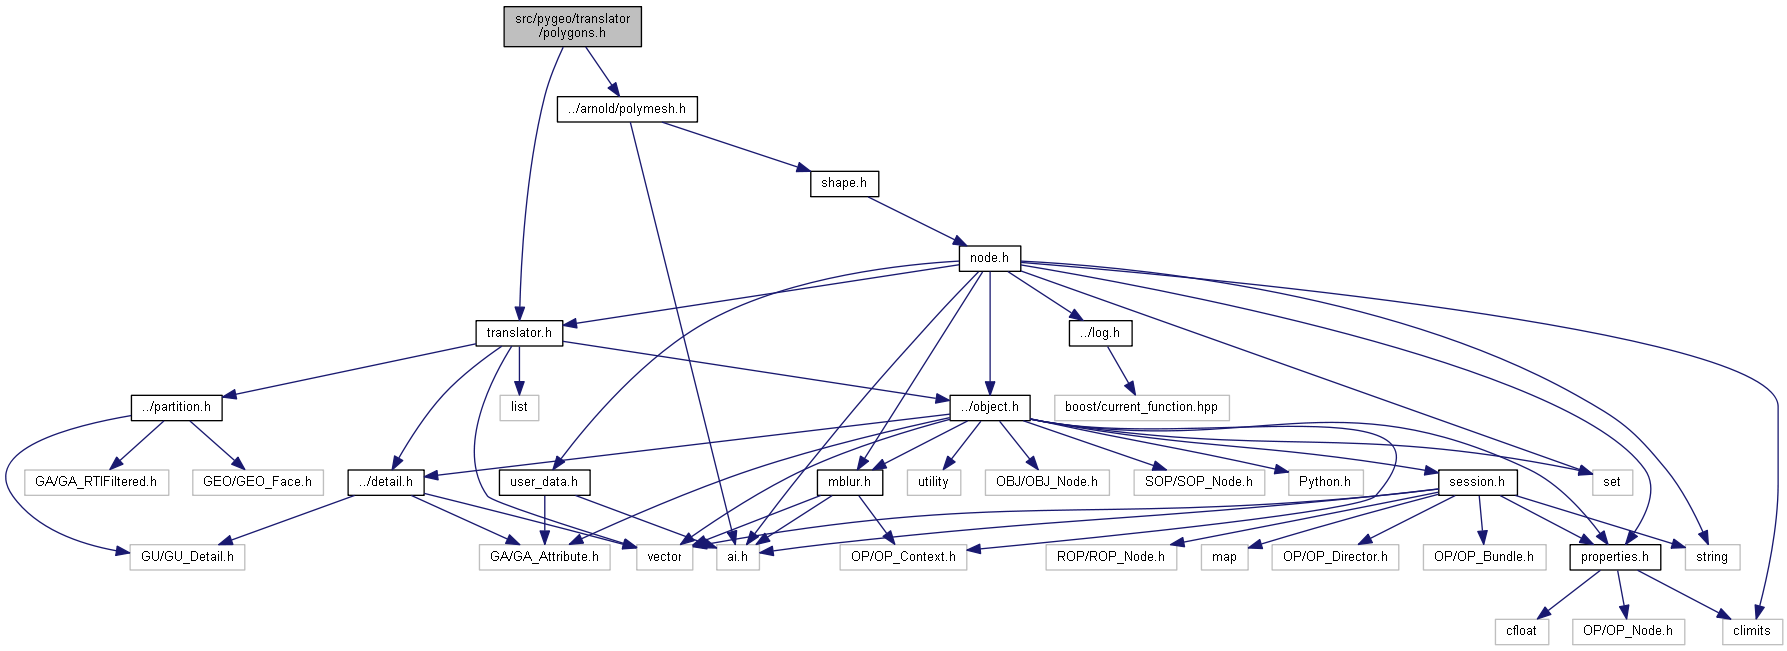 src/pygeo/translator
/polygons.h
../arnold/polymesh.h
shape.h
node.h
translator.h
../log.h
../partition.h
list
../object.h
boost/current_function.hpp
GA/GA_RTIFiltered.h
GEO/GEO_Face.h
../detail.h
user_data.h
mblur.h
utility
OBJ/OBJ_Node.h
SOP/SOP_Node.h
Python.h
session.h
set
GU/GU_Detail.h
GA/GA_Attribute.h
vector
ai.h
OP/OP_Context.h
ROP/ROP_Node.h
map
OP/OP_Director.h
OP/OP_Bundle.h
properties.h
string
cfloat
OP/OP_Node.h
climits